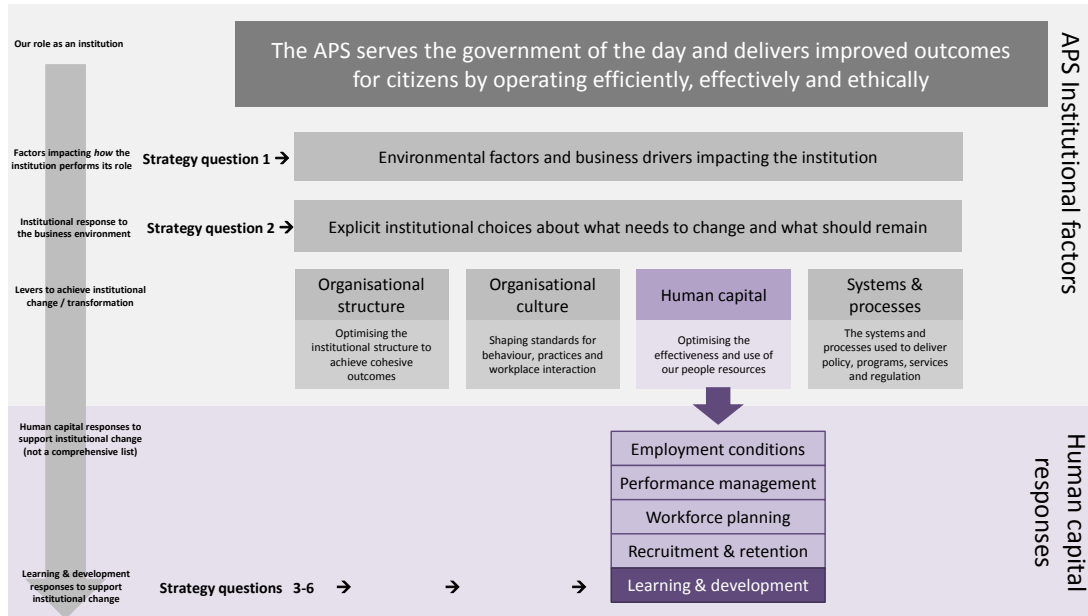 Our role as an institution
The APS serves the government of the day and delivers improved outcomes
for citizens by operating efficiently, effectively and ethically
APS Institutional factors
Factors impacting how the
institution performs its role
Strategy question 1 →
Environmental factors and business drivers impacting the institution
Institutional response to
the business environment
Strategy question 2 →
Explicit institutional choices about what needs to change and what should remain
Levers to achieve institutional
change / transformation
Organisational
structure
Optimising the
institutional structure to
achieve cohesive
outcomes
Organisational
culture
Shaping standards for
behaviour, practices and
workplace interaction
Human capital
Optimising the
effectiveness and use of
our people resources
Systems &
processes
The systems and
processes used to deliver
policy, programs, services
and regulation
Human capital responses to
support institutional change
(not a comprehensive list)
Human capital
responses
Employment conditions
Performance management
Workforce planning
Recruitment & retention
Learning & development
Learning & development
responses to support
institutional change
Strategy questions 3-6 → → →